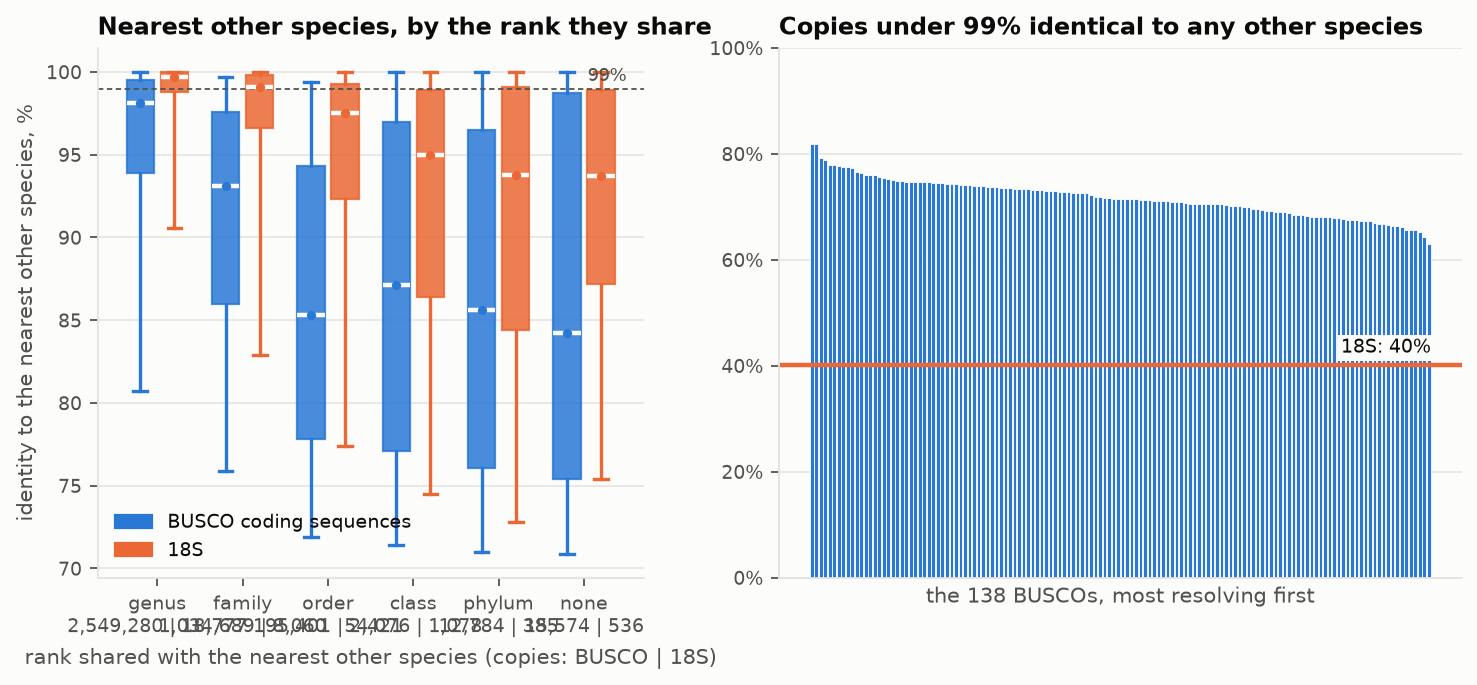 Nearest other species, by the rank they share
Copies under 99% identical to any other species
identity to the nearest other species, %
100
95
90
85
80
75
70
99%
BUSCO coding sequences
18S
genus
family
order
class
phylum
none
| 536
rank shared with the nearest other species (copies: BUSCO | 18S)
100%
80%
60%
40%
20%
0%
18S: 40%
the 138 BUSCOs, most resolving first